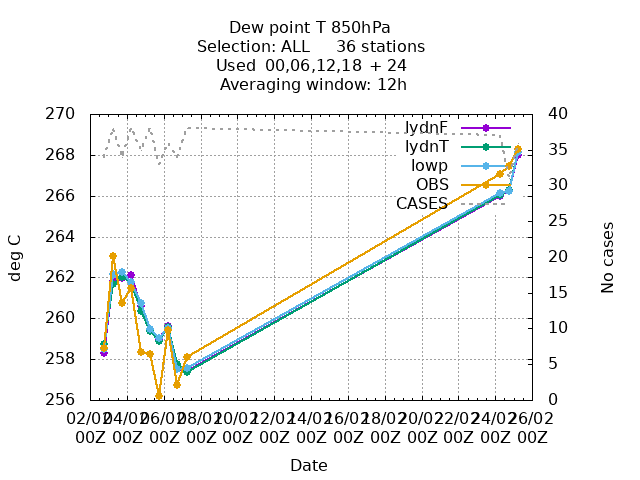 Dew point T 850hPa
Selection: ALL 36 stations
Used 00,06,12,18 + 24
Averaging window: 12h
270 40
lydnF
268 lydnT 35
lowp
266 OBS 30
CASES
25
264
deg C No cases
262 20
15
260
10
258 5
256 0
02/02 04/02 06/02 08/02 10/02 12/02 14/02 16/02 18/02 20/02 22/02 24/02 26/02
00Z 00Z 00Z 00Z 00Z 00Z 00Z 00Z 00Z 00Z 00Z 00Z 00Z
Date